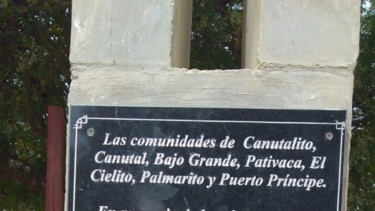 Las comunidades de Canutalito,
Canutal, Bajo Grande, Pativaca, El
Cielito, Palmarito y Puerto Príncipe.